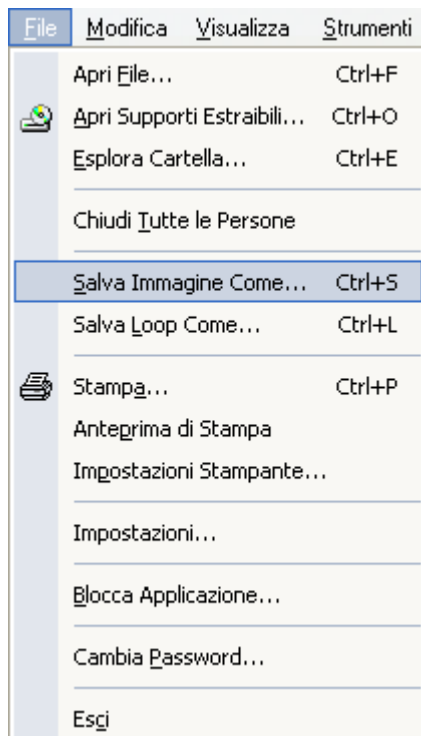 File Modifica Visualizza Strumenti
Apri File... Ctrl+F
Apri Supporti Estraibili... Ctrl+O
Esplora Cartella... Ctrl+E
Chiudi Tutte le Persone
Salva Immagine Come... Ctrl+S
Salva Loop Come... Ctrl+L
Stampa... Ctrl+P
Anteprima di Stampa
Impostazioni Stampante...
Impostazioni...
Blocca Applicazione...
Cambia Password...
Esci